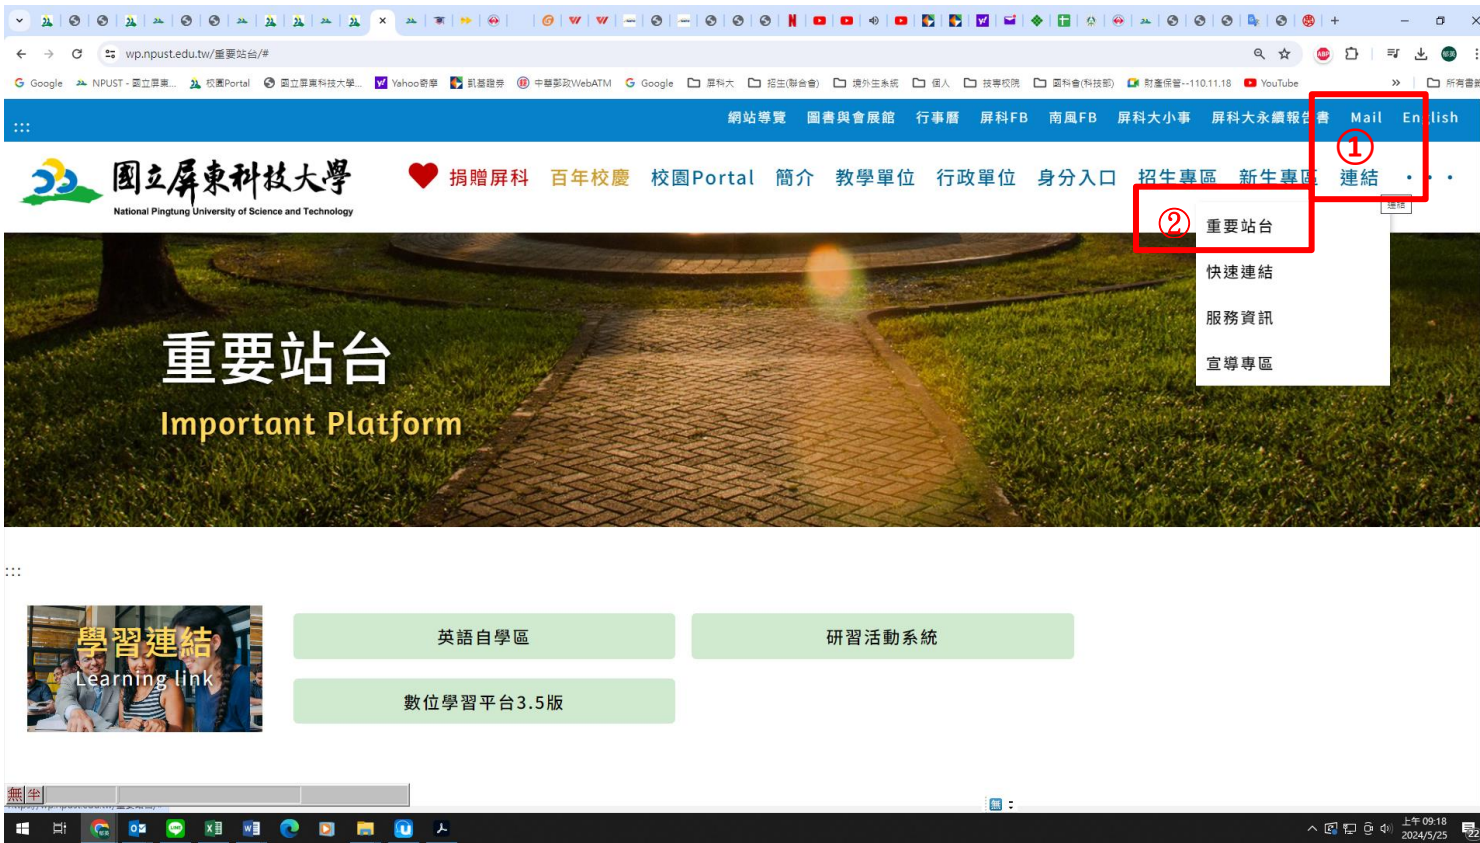 wp.npust.edu.tw/重要站台/#
Google NPUST - 國立屏東... 校園Portal 國立屏東科技大學... Yahoo奇摩 凱基證券 中華郵政WebATM Google 屏科大 招生(聯合會) 境外生系統 個人 技專校院 國科會(科技部) 財產保管--110.11.18 YouTube » 所有書籤
網站導覽 圖書與會展館 行事曆 屏科FB 南風FB 屏科大小事 屏科大永續報告書 Mail English
①
國立屏東科技大學
National Pingtung University of Science and Technology
捐贈屏科 百年校慶 校園Portal 簡介 教學單位 行政單位 身分入口 招生專區 新生專區 連結 ・・・
連結
② 重要站台
快速連結
服務資訊
宣導專區
重要站台
Important Platform
:::
學習連結
Learning link
英語自學區
研習活動系統
數位學習平台3.5版
無 半
上午 09:18
2024/5/25
22